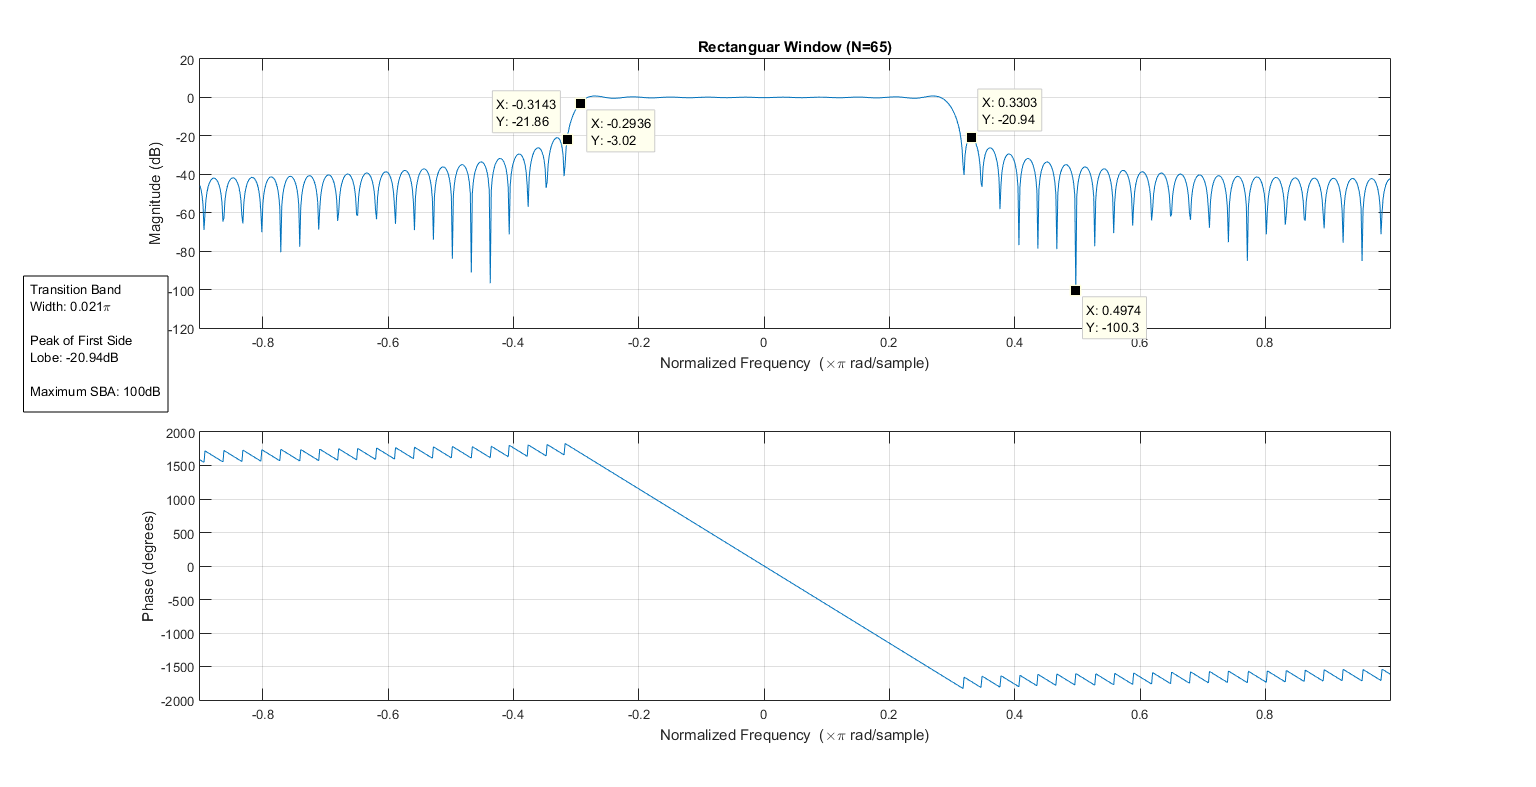 Rectanguar Window (N=65)
20
0
-20
-40
-60
-80
-100
-120
Magnitude (dB)
X: -0.3143
Y: -21.86
X: -0.2936
Y: -3.02
X: 0.3303
Y: -20.94
X: 0.4974
Y: -100.3
-0.8
-0.6
-0.4
-0.2
0
0.2
0.4
0.6
0.8
Normalized Frequency (×π rad/sample)
Transition Band
Width: 0.021π
Peak of First Side
Lobe: -20.94dB
Maximum SBA: 100dB
2000
1500
1000
500
0
-500
-1000
-1500
-2000
Phase (degrees)
-0.8
-0.6
-0.4
-0.2
0
0.2
0.4
0.6
0.8
Normalized Frequency (×π rad/sample)